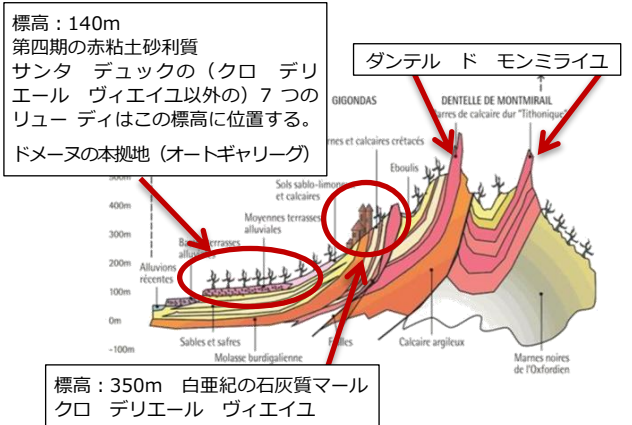 標高：140m
第四期の赤粘土砂利質
サンタ デュックの（クロ デリ
エール ヴィエイユ以外の）7 つの
リュー ディはこの標高に位置する。
ドメーヌの本拠地（オートギャリーグ）
ダンテル ド モンミライユ
GIGONDAS
DENTELLE DE MONTMIRAIL
calcaire dur "Tithonique"
et calcaires crétacés
Eboulis
Sols sablo-limoneux
et calcaires
400m
Moyennes terrasses
alluviales
300m
200m
Alluvions
récentes
100m
0m
-100m
Sables et safres
Molasse burdigalienne
Calcaire argileux
Marnes noires
de l'Oxfordien
標高：350m 白亜紀の石灰質マール
クロ デリエール ヴィエイユ